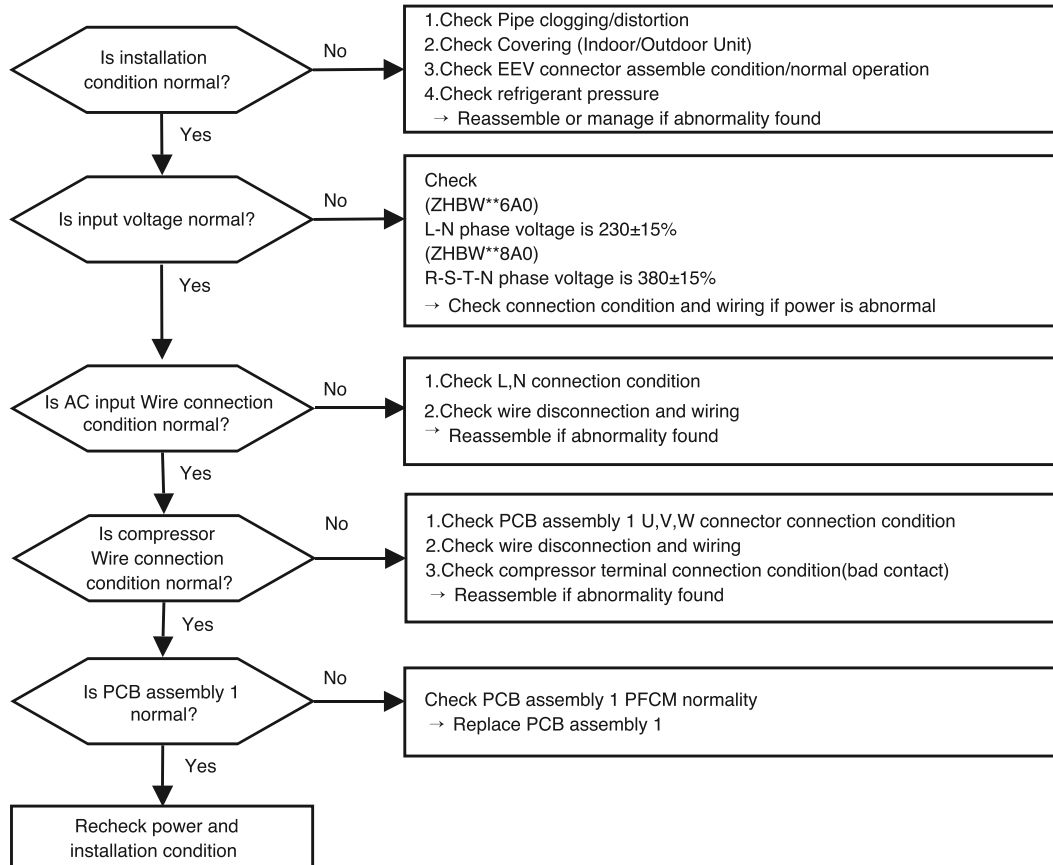 Is installation
condition normal?
No
1.Check Pipe clogging/distortion
2.Check Covering (Indoor/Outdoor Unit)
3.Check EEV connector assemble condition/normal operation
4.Check refrigerant pressure
→ Reassemble or manage if abnormality found
Yes
Is input voltage normal?
No
Check
(ZHBW**6A0)
L-N phase voltage is 230±15%
(ZHBW**8A0)
R-S-T-N phase voltage is 380±15%
→ Check connection condition and wiring if power is abnormal
Yes
Is AC input Wire connection
condition normal?
No
1.Check L,N connection condition
2.Check wire disconnection and wiring
→ Reassemble if abnormality found
Yes
Is compressor
Wire connection
condition normal?
No
1.Check PCB assembly 1 U,V,W connector connection condition
2.Check wire disconnection and wiring
3.Check compressor terminal connection condition(bad contact)
→ Reassemble if abnormality found
Yes
Is PCB assembly 1
normal?
No
Check PCB assembly 1 PFCM normality
→ Replace PCB assembly 1
Yes
Recheck power and
installation condition